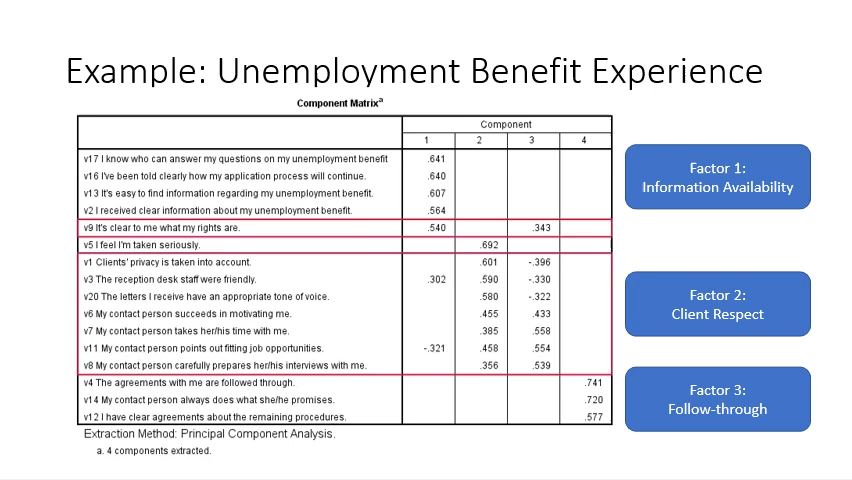 Example: Unemployment Benefit Experience
Component Matrixa
Component
1 2 3 4
v17 I know who can answer my questions on my unemployment benefit .641
v16 I've been told clearly how my application process will continue. .640
v13 It's easy to find information regarding my unemployment benefit. .607
v2 I received clear information about my unemployment benefit. .564
v9 It's clear to me what my rights are. .540 .343
v5 I feel I'm taken seriously. .692
v1 Clients' privacy is taken into account. .601 -.396
v3 The reception desk staff were friendly. .302 .590 -.330
v20 The letters I receive have an appropriate tone of voice. .580 -.322
v6 My contact person succeeds in motivating me. .455 .433
v7 My contact person takes her/his time with me. .385 .558
v11 My contact person points out fitting job opportunities. -.321 .458 .554
v8 My contact person carefully prepares her/his interviews with me. .356 .539
v4 The agreements with me are followed through. .741
v14 My contact person always does what she/he promises. .720
v12 I have clear agreements about the remaining procedures. .577
Extraction Method: Principal Component Analysis.
a. 4 components extracted.
Factor 1:
Information Availability
Factor 2:
Client Respect
Factor 3:
Follow-through